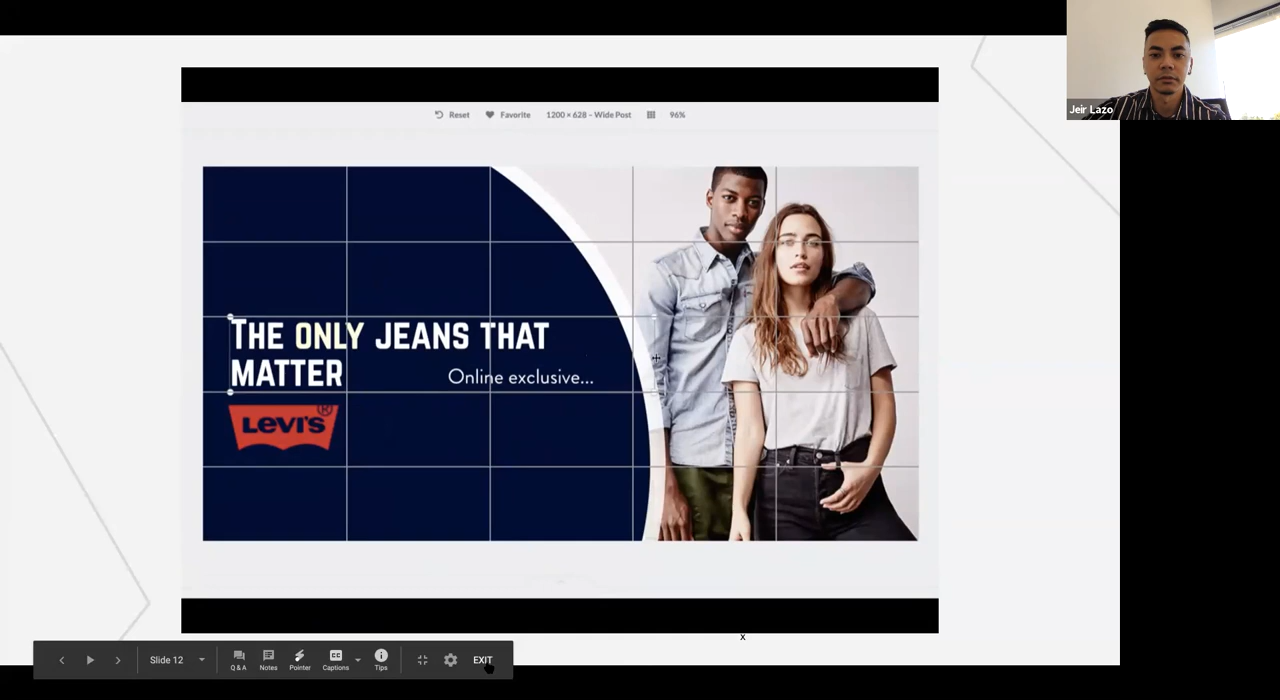 Jeir Lazo
Reset Favorite 1200 × 628 - Wide Post 96%
THE ONLY JEANS THAT
MATTER
Online exclusive...
LEVI'S ®
x
Slide 12 Q & A Notes Pointer CC Captions Tips EXIT